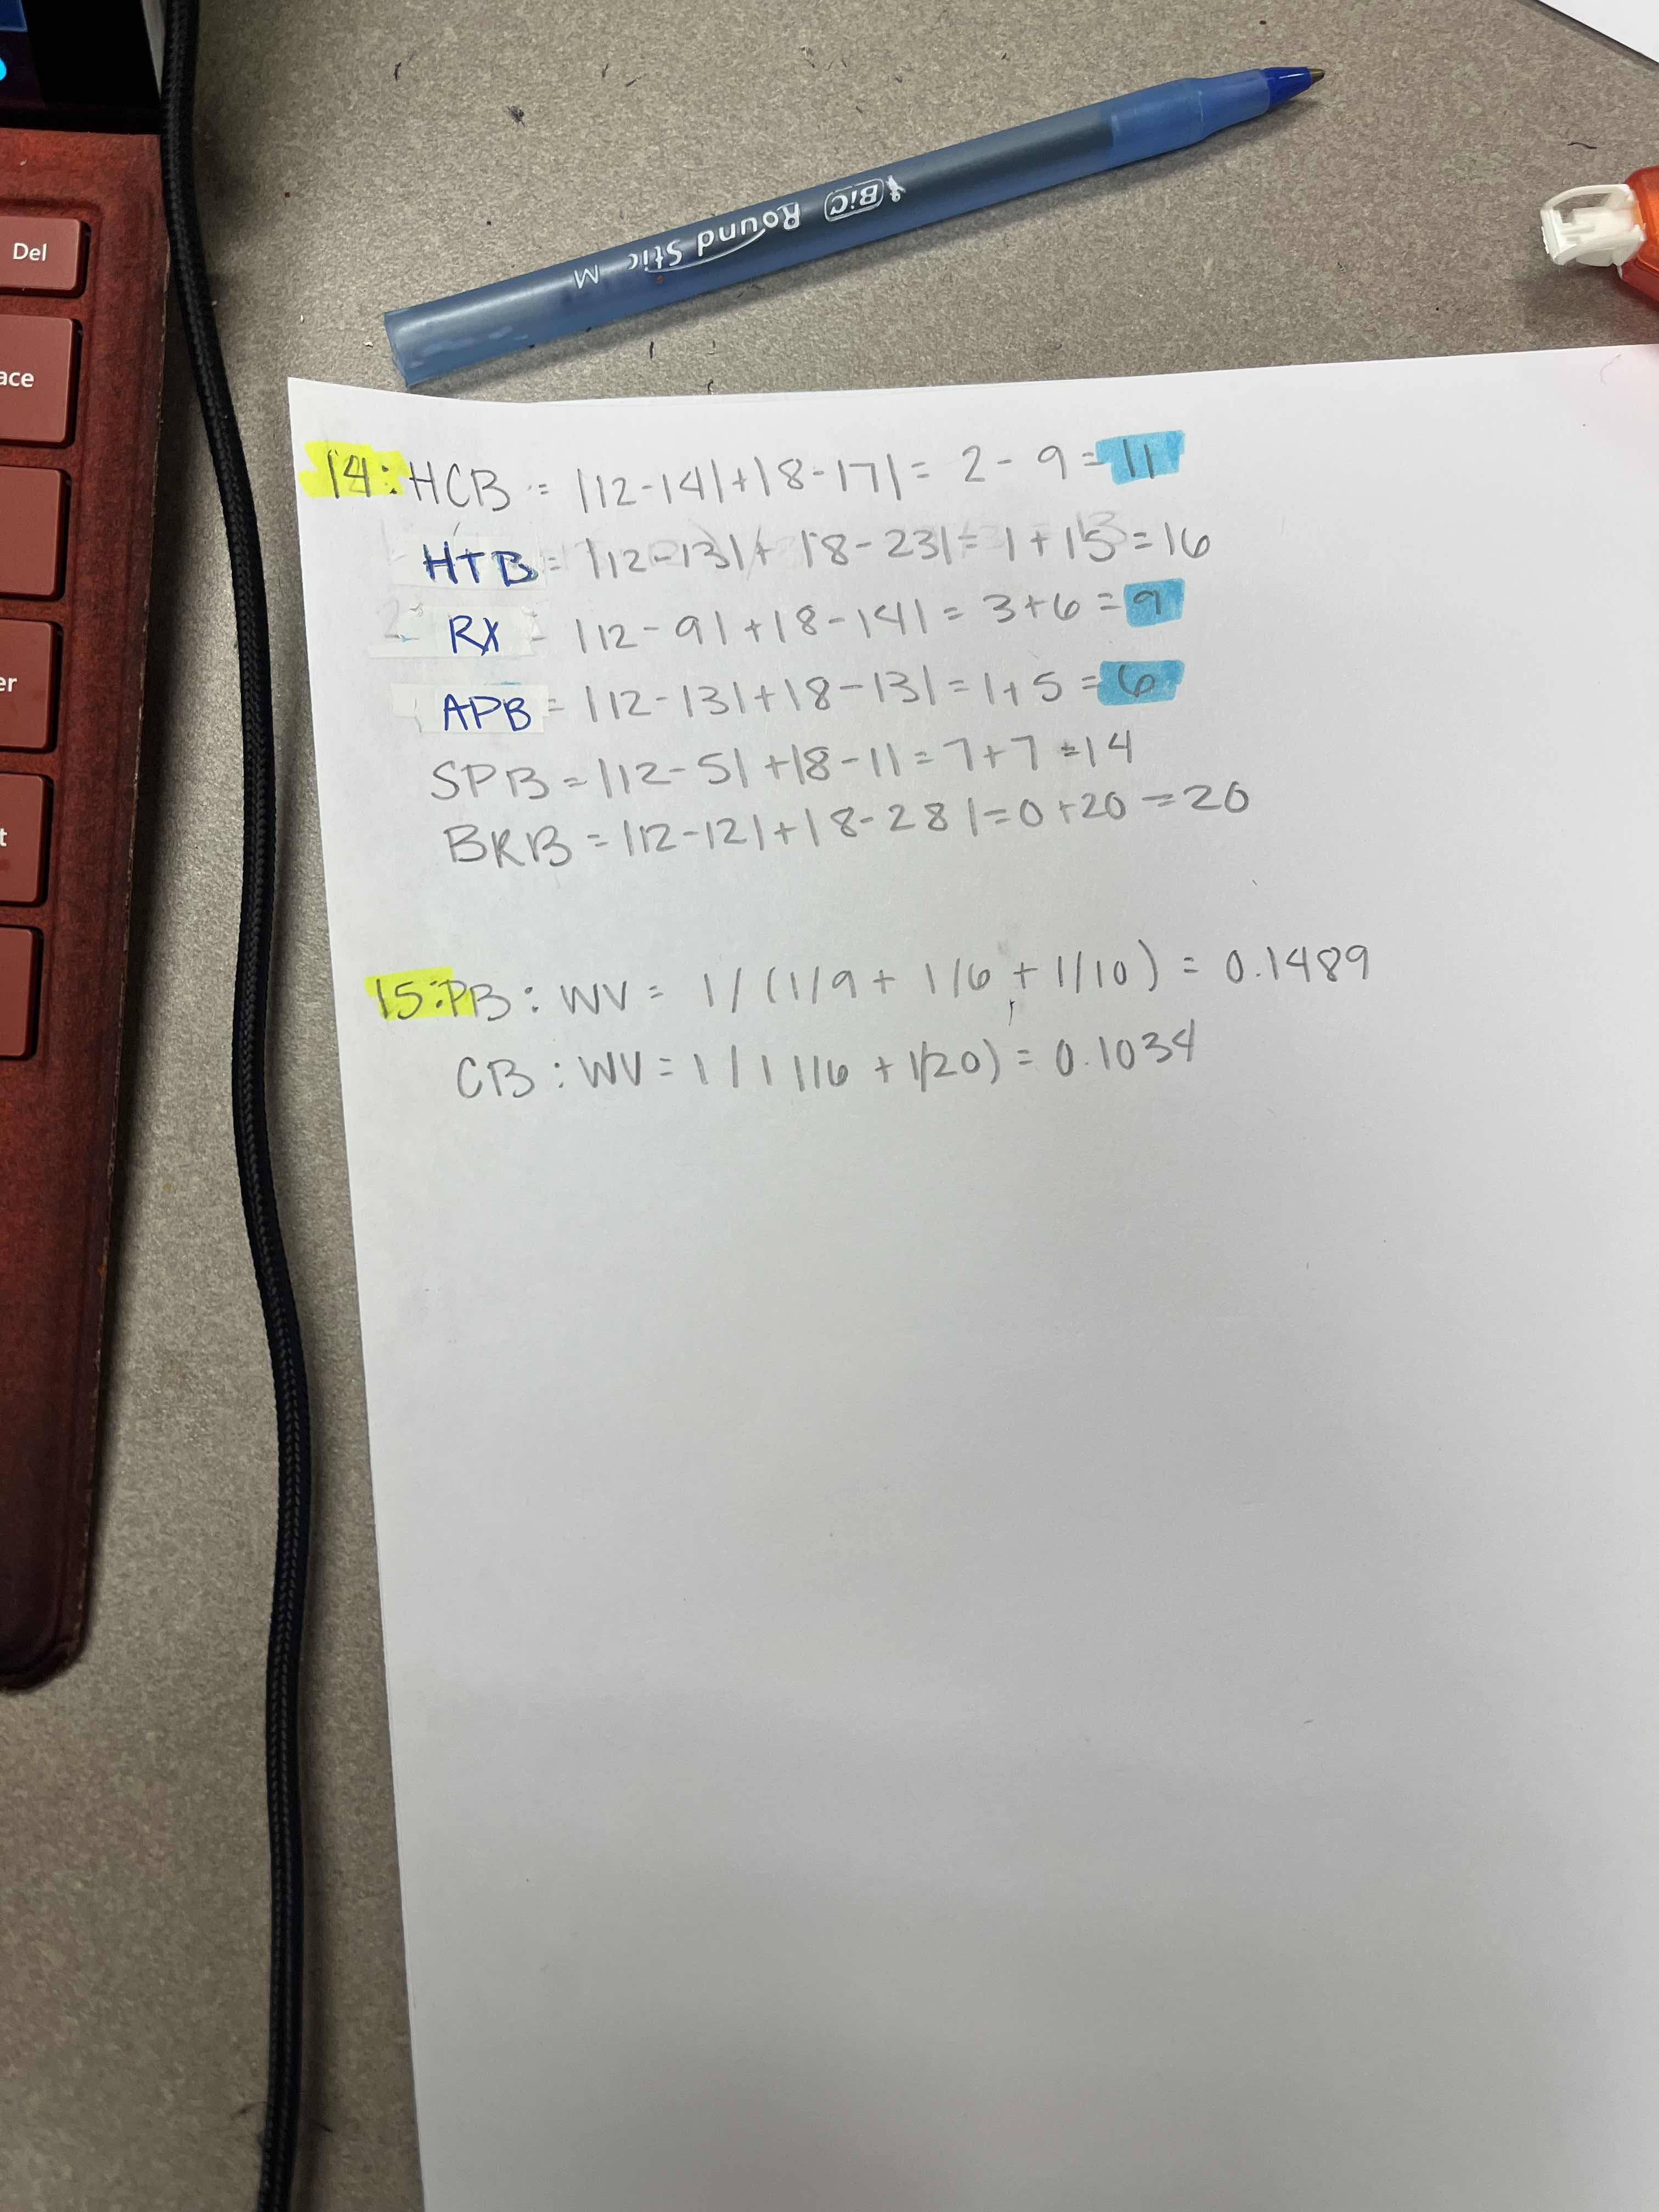 Del
ace
er
t
BIC Round Stic M
14: HCB = |12-14|+|8-17|= 2 - 9 = 11
HTB = |12-13|+ |8-23|= 1+15=16
RX = |12-9|+|8-14| = 3+6 = 9
APB = |12-13|+|8-13|=1+5 = 6
SPB = |12-5|+|8-1|=7+7=14
BRB = |12-12|+|8-28|=0+20=20
15: PB: WV = 1/(1/9 + 1/6 + 1/10) = 0.1489
CB: WV = 1/1 1/6 + 1/20) = 0.1034